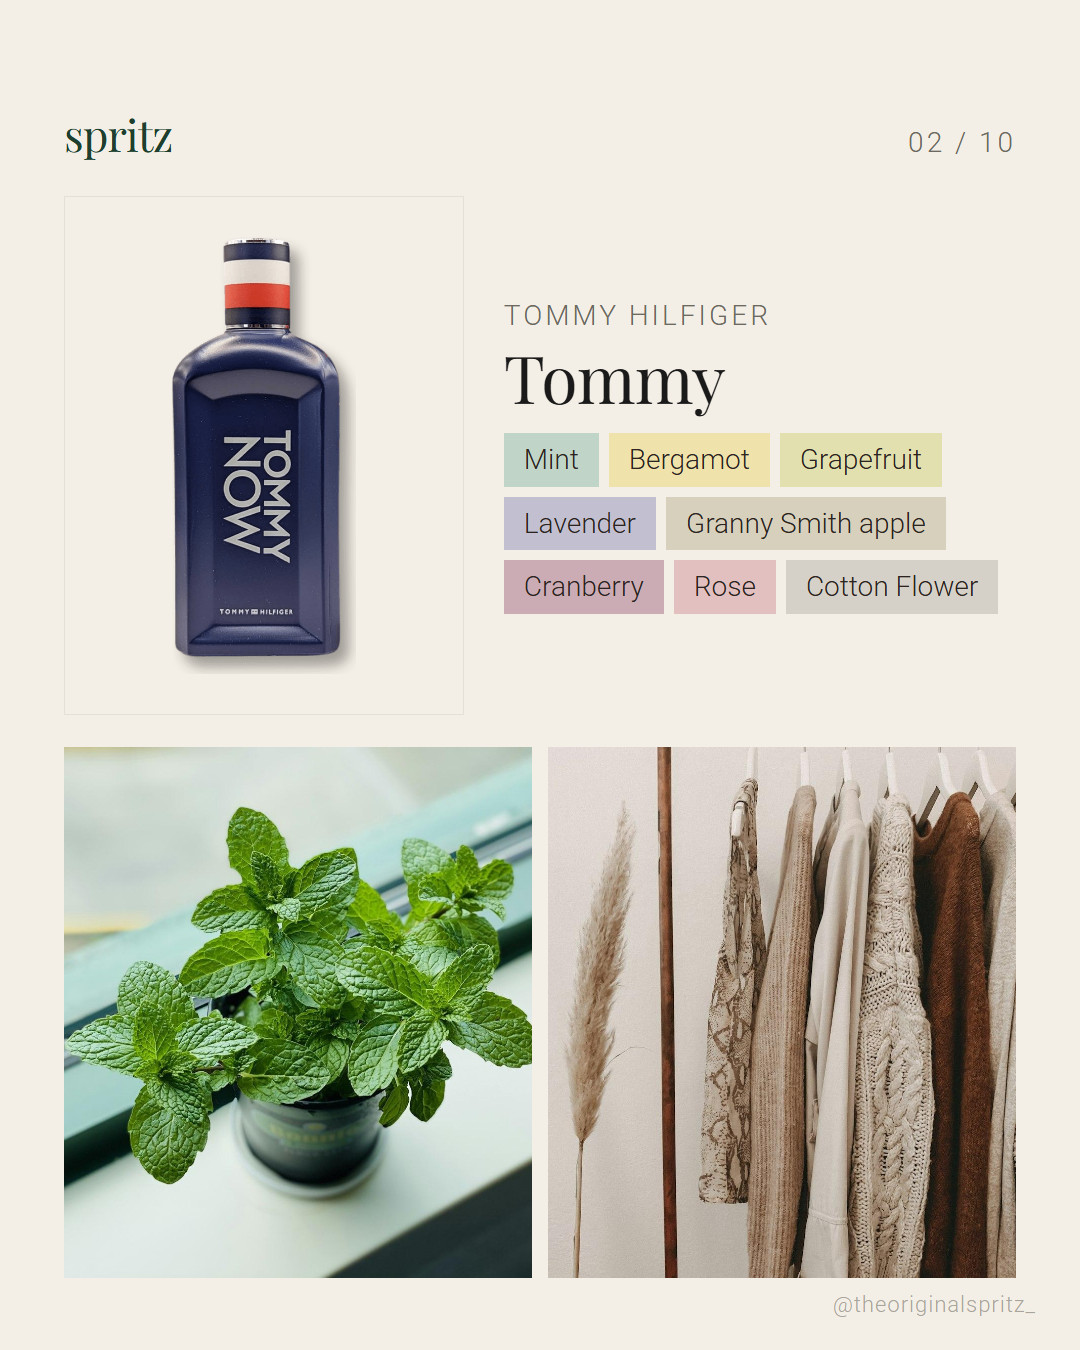 spritz
02 / 10
TOMMY HILFIGER
Tommy
Mint Bergamot Grapefruit
Lavender Granny Smith apple
Cranberry Rose Cotton Flower
TOMMY
NOW
TOMMY HILFIGER
@theoriginalspritz_